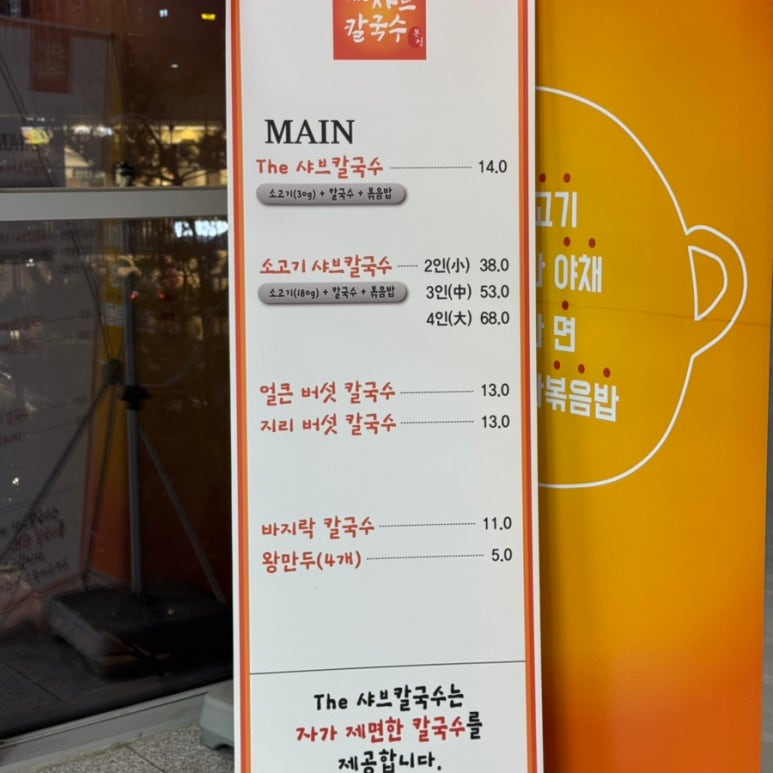 샤브
칼국수
본점
MAIN
The 샤브칼국수 14.0
소고기(30g) + 칼국수 + 볶음밥
소고기 샤브칼국수 2인(小) 38.0
소고기(180g) + 칼국수 + 볶음밥 3인(中) 53.0
4인(大) 68.0
얼큰 버섯 칼국수 13.0
지리 버섯 칼국수 13.0
바지락 칼국수 11.0
왕만두(4개) 5.0
The 샤브칼국수는
자가 제면한 칼국수를
제공합니다.
고기
야채
면
볶음밥